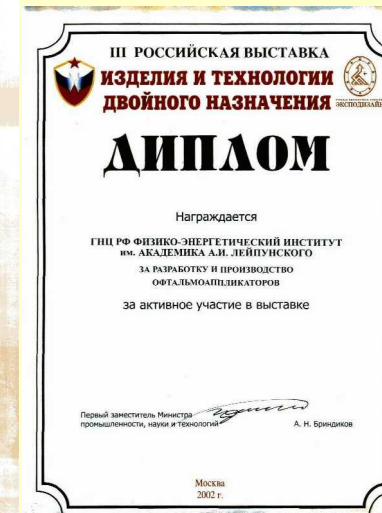 III РОССИЙСКАЯ ВЫСТАВКА
ИЗДЕЛИЯ И ТЕХНОЛОГИИ
ДВОЙНОГО НАЗНАЧЕНИЯ
ЭКСПОДИЗАЙН
ДИПЛОМ
Награждается
ГНЦ РФ ФИЗИКО-ЭНЕРГЕТИЧЕСКИЙ ИНСТИТУТ
им. АКАДЕМИКА А.И. ЛЕЙПУНСКОГО
ЗА РАЗРАБОТКУ И ПРОИЗВОДСТВО
ОФТАЛЬМОАППЛИКАТОРОВ
за активное участие в выставке
Первый заместитель Министра
промышленности, науки и технологий
А. Н. Бриндиков
Москва
2002 г.